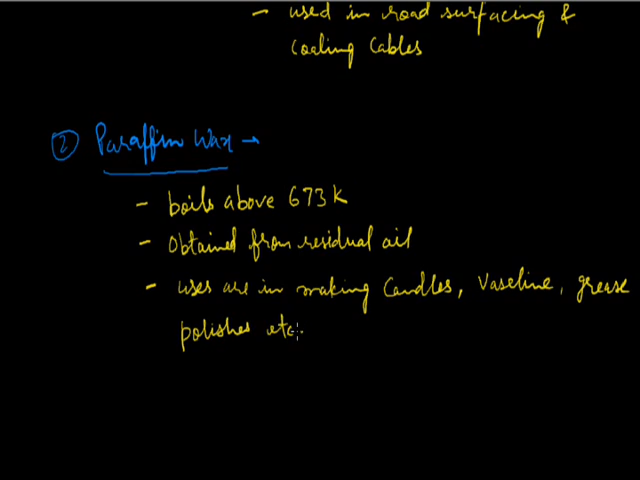 - used in road surfacing &
coating Cables
② Paraffin Wax →
- boils above 673K
- Obtained from residual oil
- uses are in making Candles, Vaseline, grease
polishes etc.